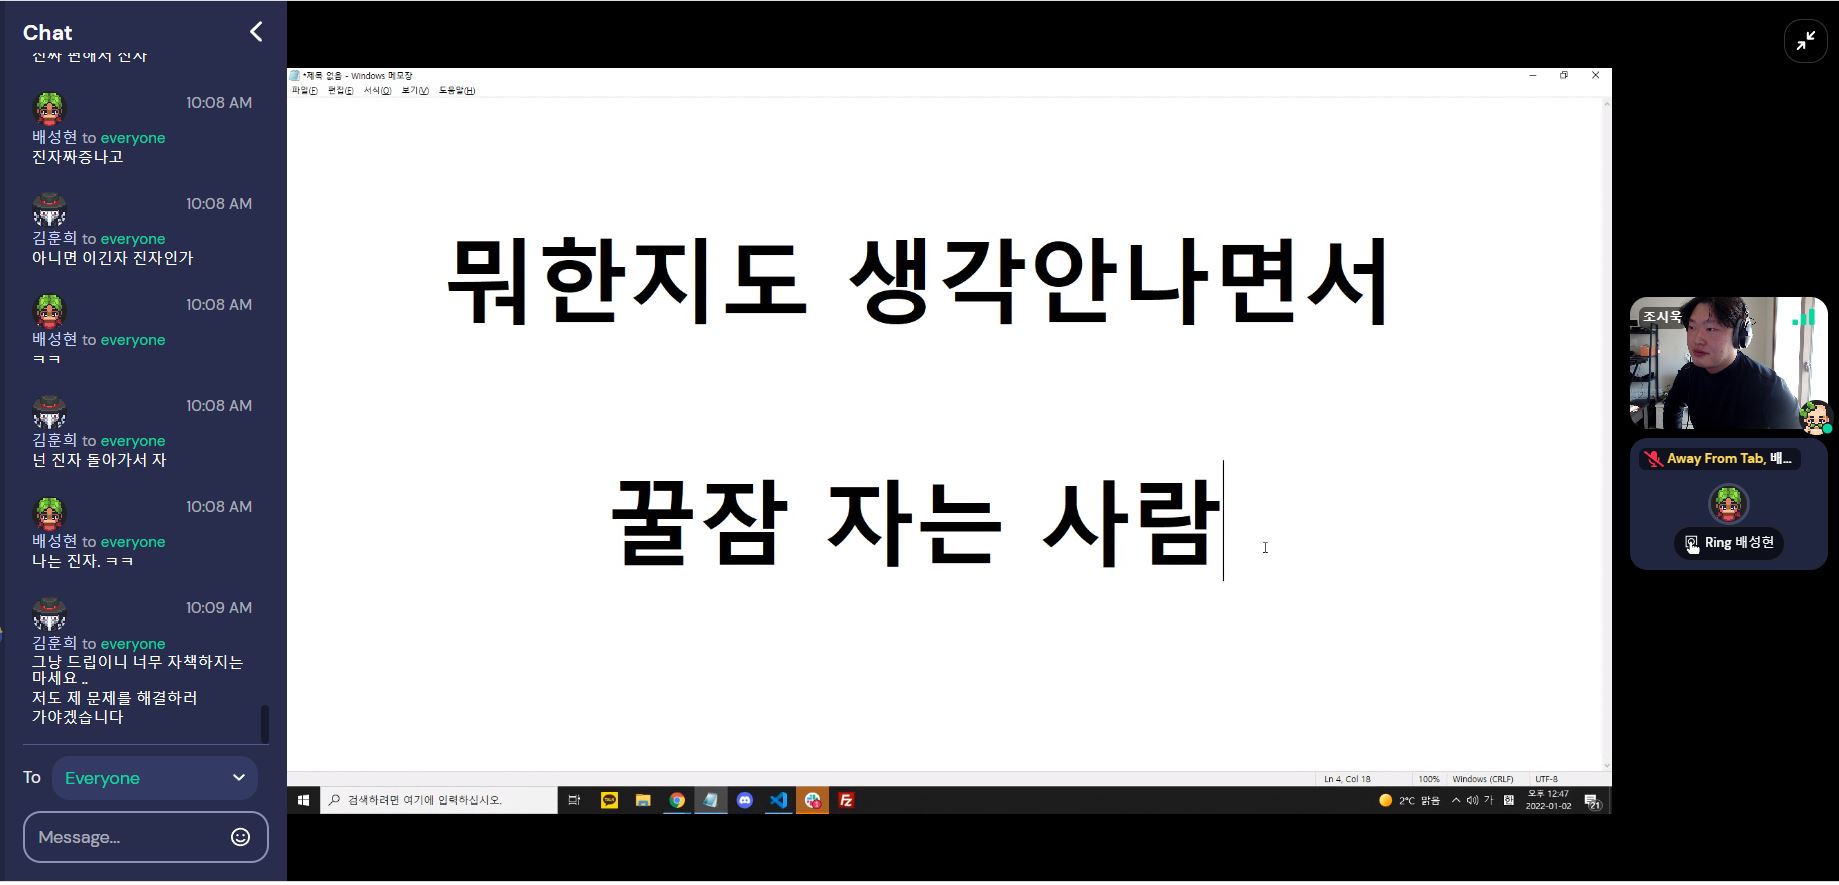 Chat
진짜 편해서 진자
10:08 AM
배성현 to everyone
진자짜증나고
10:08 AM
김훈희 to everyone
아니면 이긴자 진자인가
10:08 AM
배성현 to everyone
ㅋㅋ
10:08 AM
김훈희 to everyone
넌 진자 돌아가서 자
10:08 AM
배성현 to everyone
나는 진자. ㅋㅋ
10:09 AM
김훈희 to everyone
그냥 드립이니 너무 자책하지는
마세요 ..
저도 제 문제를 해결하러
가야겠습니다
To Everyone
Message...
*제목 없음 - Windows 메모장
파일(F) 편집(E) 서식(O) 보기(V) 도움말(H)
뭐한지도 생각안나면서
꿀잠 자는 사람
Ln 4, Col 18 100% Windows (CRLF) UTF-8
검색하려면 여기에 입력하십시오.
TALK
Fz
2°C 맑음
가
오후 12:47
2022-01-02
21
조시욱
Away From Tab, 배...
Ring 배성현